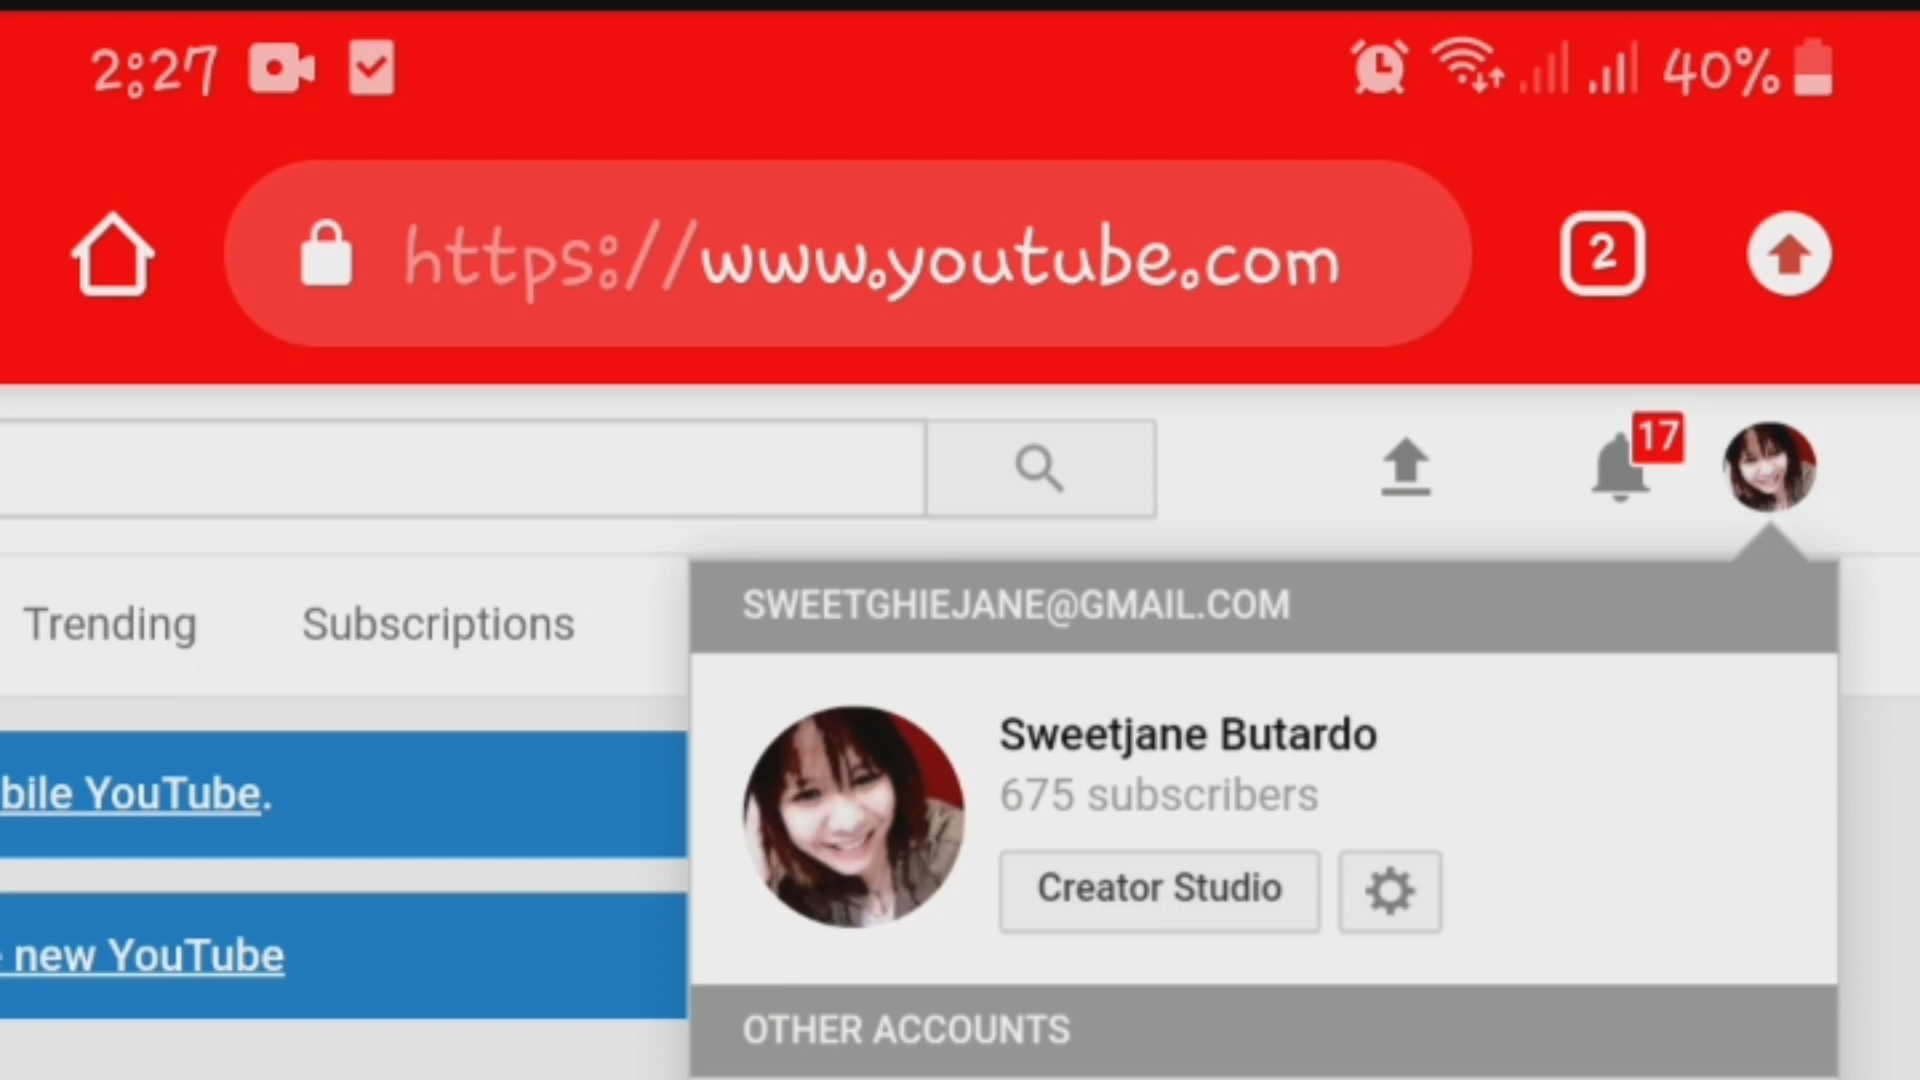 2:27
40%
https://www.youtube.com
2
17
SWEETGHIEJANE@GMAIL.COM
Trending
Subscriptions
Sweetjane Butardo
675 subscribers
bile YouTube.
Creator Studio
new YouTube
OTHER ACCOUNTS